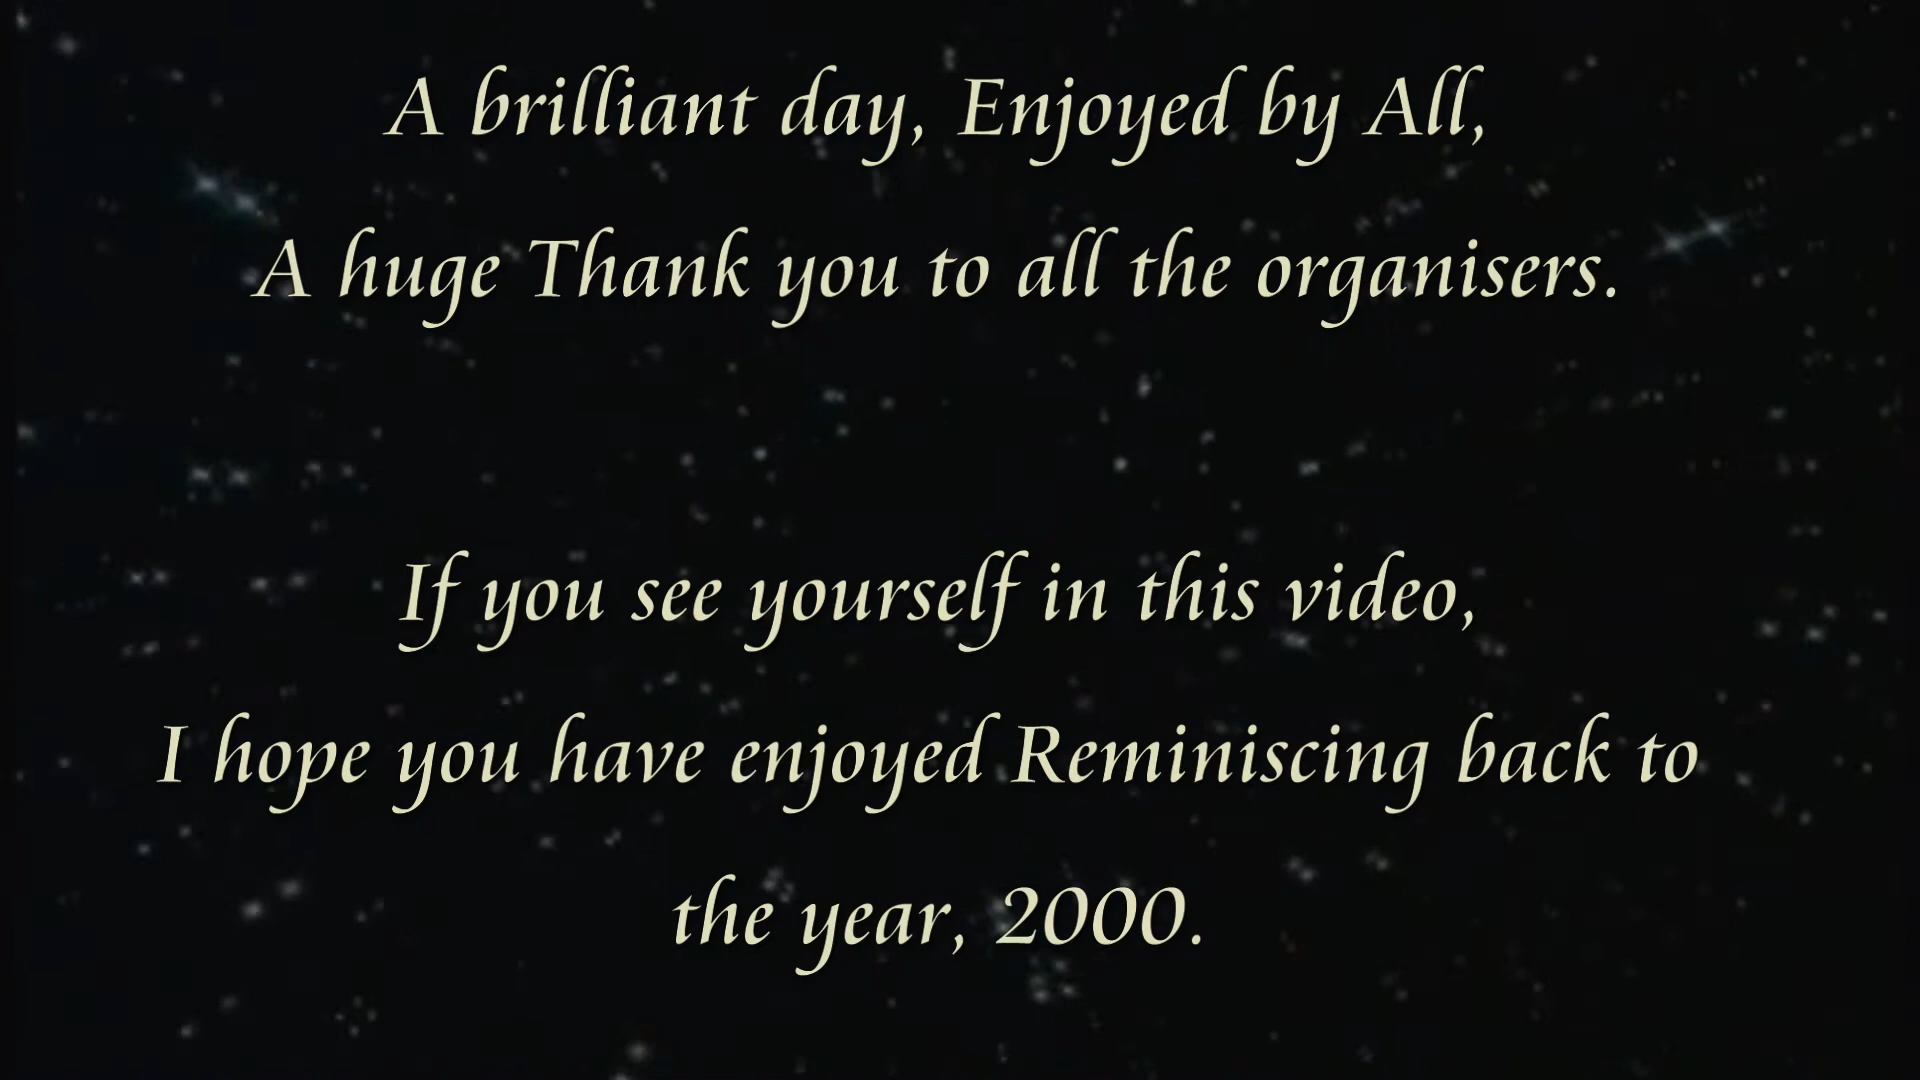 A brilliant day, Enjoyed by All,
A huge Thank you to all the organisers.
If you see yourself in this video,
I hope you have enjoyed Reminiscing back to
the year, 2000.